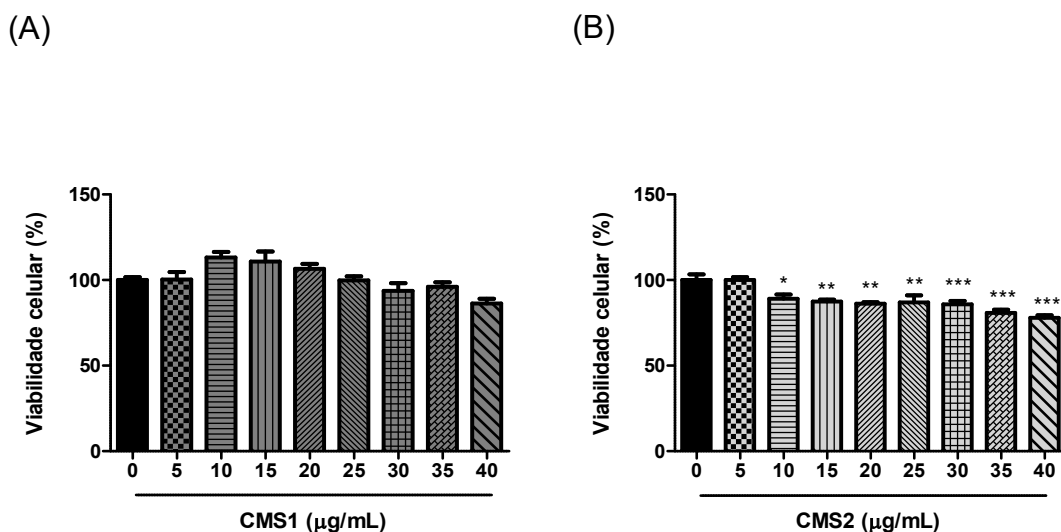 (A)
(B)
Viabilidade celular (%)
150
100
50
0
0 5 10 15 20 25 30 35 40
CMS1 (μg/mL)
Viabilidade celular (%)
150
100
50
0
* ** ** ** *** *** ***
0 5 10 15 20 25 30 35 40
CMS2 (μg/mL)